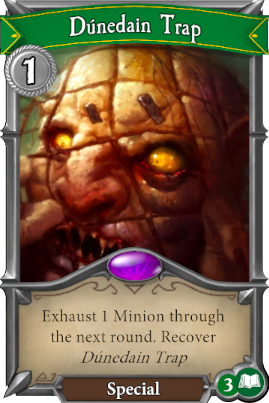 Dúnedain Trap
1
Exhaust 1 Minion through
the next round. Recover
Dúnedain Trap
Special
3